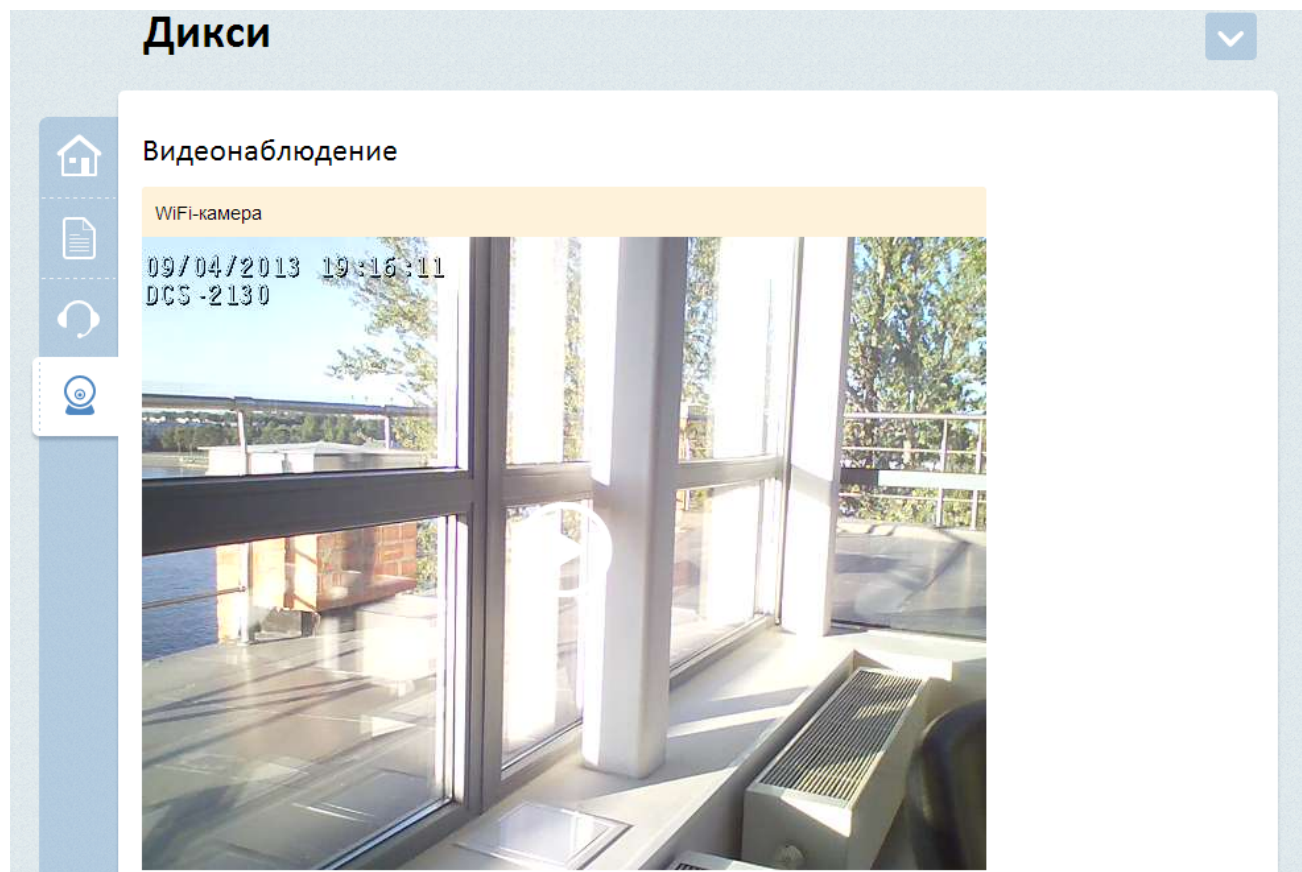 Дикси
Видеонаблюдение
WiFi-камера
09/04/2013 19:16:11
DCS-2130